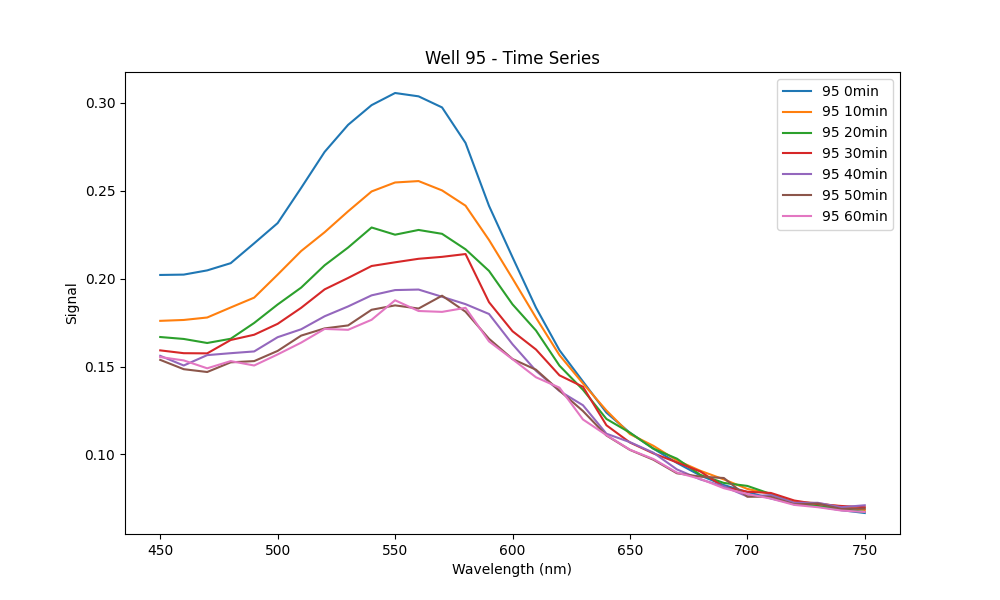 Well 95 - Time Series
95 0min
95 10min
95 20min
95 30min
95 40min
95 50min
95 60min
0.30
0.25
0.20
0.15
0.10
Signal
450 500 550 600 650 700 750
Wavelength (nm)